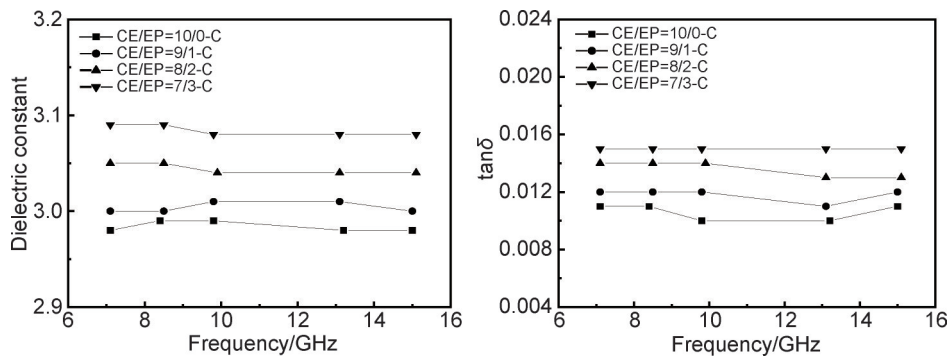 3.2
3.1
3.0
2.9
Dielectric constant
CE/EP=10/0-C
CE/EP=9/1-C
CE/EP=8/2-C
CE/EP=7/3-C
6 8 10 12 14 16
Frequency/GHz
0.024
0.020
0.016
0.012
0.008
0.004
tanδ
CE/EP=10/0-C
CE/EP=9/1-C
CE/EP=8/2-C
CE/EP=7/3-C
6 8 10 12 14 16
Frequency/GHz